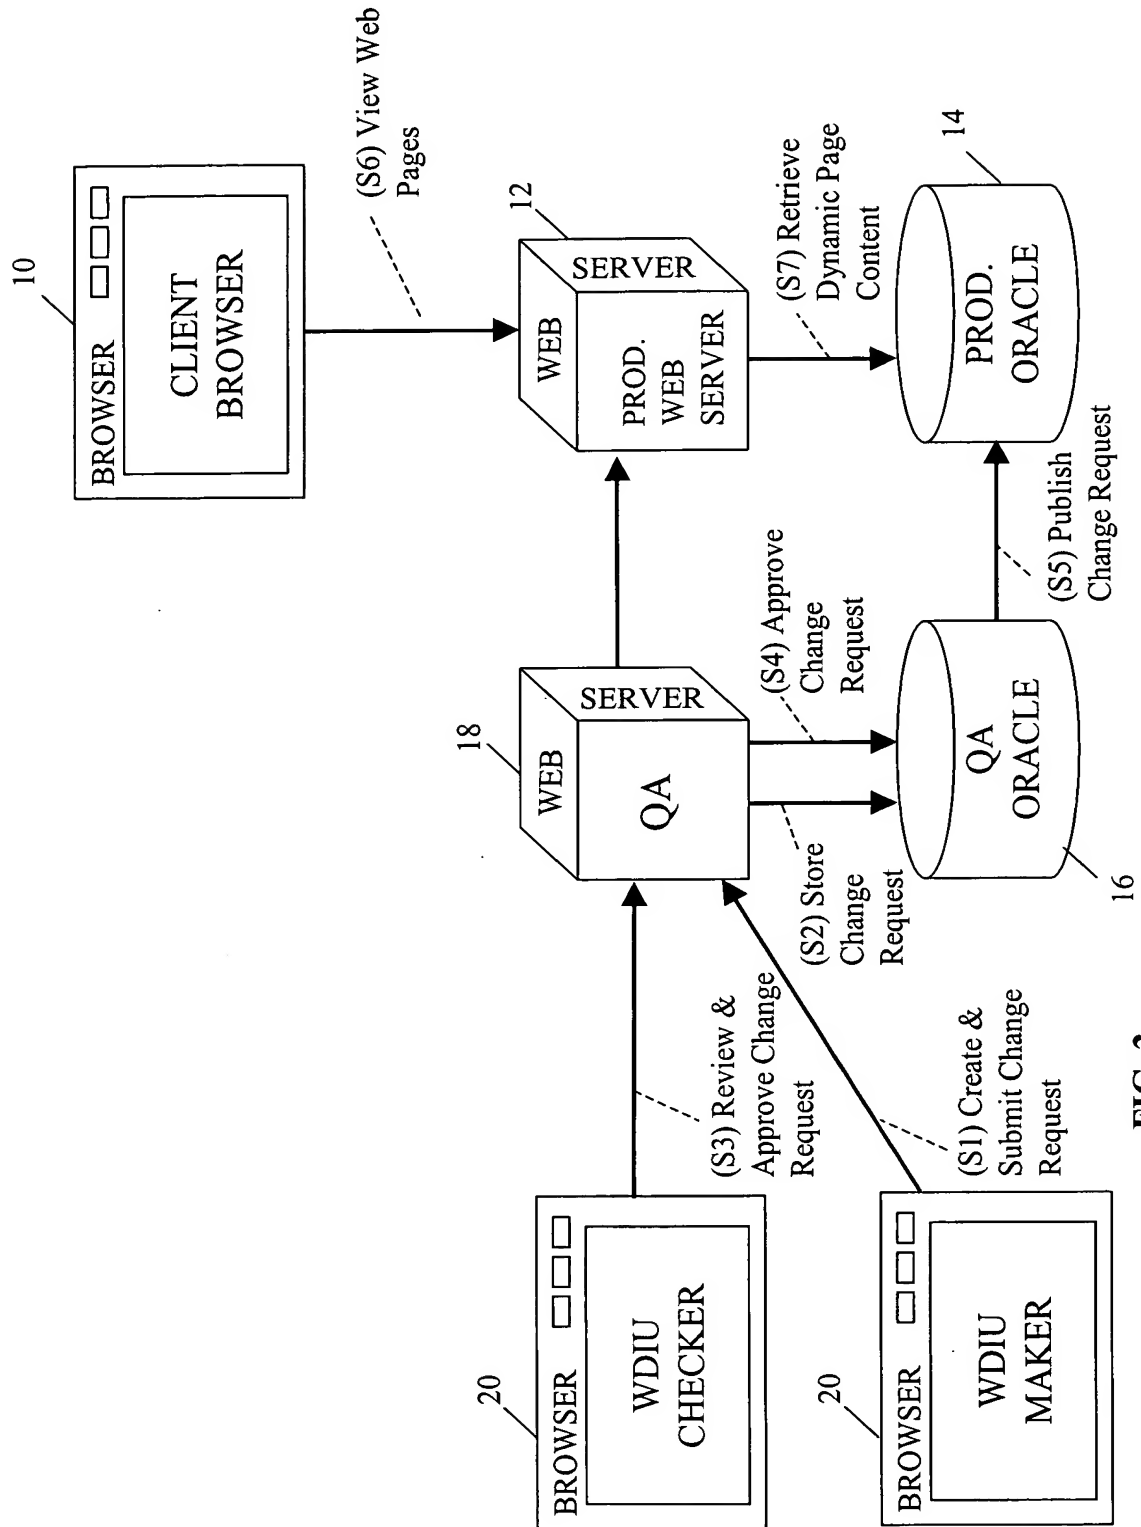 10
BROWSER
CLIENT
BROWSER
(S6) View Web
Pages
12
WEB
SERVER
PROD.
WEB
SERVER
(S7) Retrieve
Dynamic Page
Content
14
PROD.
ORACLE
18
WEB
SERVER
QA
(S4) Approve
Change
Request
(S2) Store
Change
Request
(S5) Publish
Change Request
QA
ORACLE
16
20
BROWSER
WDIU
CHECKER
(S3) Review &
Approve Change
Request
20
BROWSER
WDIU
MAKER
(S1) Create &
Submit Change
Request